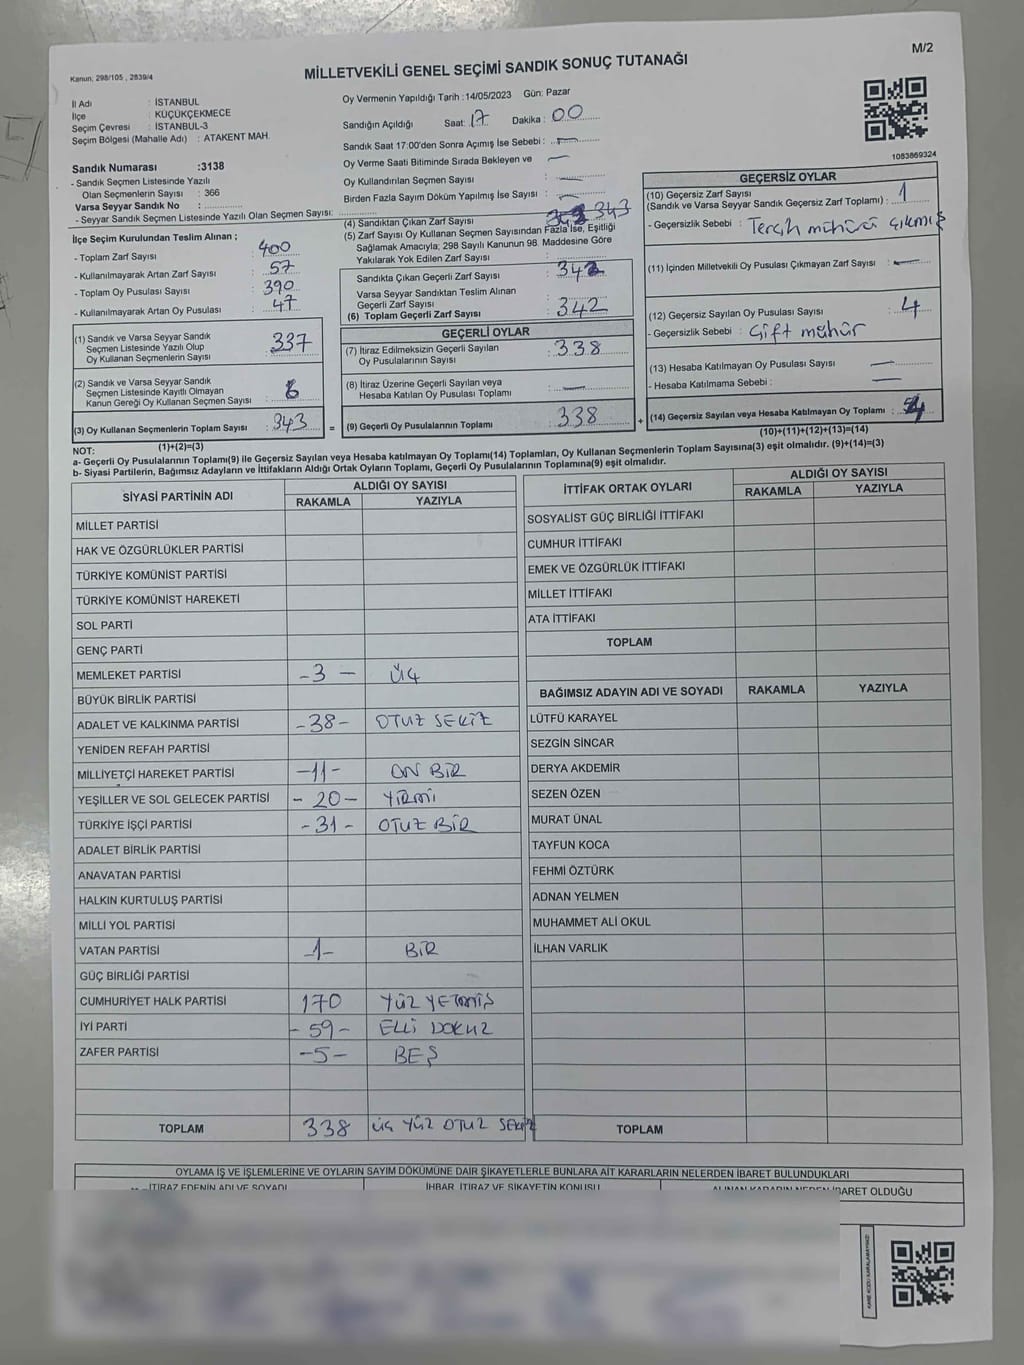 M/2
Kanun; 298/105 , 2839/4
MİLLETVEKİLİ GENEL SEÇİMİ SANDIK SONUÇ TUTANAĞI
İl Adı : İSTANBUL
İlçe : KÜÇÜKÇEKMECE
Seçim Çevresi : İSTANBUL-3
Seçim Bölgesi (Mahalle Adı) : ATAKENT MAH.
Sandık Numarası :3138
- Sandık Seçmen Listesinde Yazılı
Olan Seçmenlerin Sayısı : 366
Varsa Seyyar Sandık No :
- Seyyar Sandık Seçmen Listesinde Yazılı Olan Seçmen Sayısı:
İlçe Seçim Kurulundan Teslim Alınan ;
- Toplam Zarf Sayısı : 400
- Kullanılmayarak Artan Zarf Sayısı : 57
- Toplam Oy Pusulası Sayısı : 390
- Kullanılmayarak Artan Oy Pusulası : 47
(1) Sandık ve Varsa Seyyar Sandık
Seçmen Listesinde Yazılı Olup : 337
Oy Kullanan Seçmenlerin Sayısı
(2) Sandık ve Varsa Seyyar Sandık
Seçmen Listesinde Kayıtlı Olmayan : 6
Kanun Gereği Oy Kullanan Seçmen Sayısı
(3) Oy Kullanan Seçmenlerin Toplam Sayısı : 343
(1)+(2)=(3)
Oy Vermenin Yapıldığı Tarih :14/05/2023 Gün: Pazar
Sandığın Açıldığı Saat: 17 Dakika : 00
Sandık Saat 17:00'den Sonra Açımış İse Sebebi : —
Oy Verme Saati Bitiminde Sırada Bekleyen ve —
Oy Kullandırılan Seçmen Sayısı : —
Birden Fazla Sayım Döküm Yapılmış İse Sayısı : —
(4) Sandıktan Çıkan Zarf Sayısı : 343
(5) Zarf Sayısı Oy Kullanan Seçmen Sayısından Fazla İse, Eşitliği
Sağlamak Amacıyla; 298 Sayılı Kanunun 98. Maddesine Göre
Yakılarak Yok Edilen Zarf Sayısı :
Sandıkta Çıkan Geçerli Zarf Sayısı : 342
Varsa Seyyar Sandıktan Teslim Alınan
Geçerli Zarf Sayısı :
(6) Toplam Geçerli Zarf Sayısı : 342
GEÇERLİ OYLAR
(7) İtiraz Edilmeksizin Geçerli Sayılan : 338
Oy Pusulalarının Sayısı
(8) İtiraz Üzerine Geçerli Sayılan veya : —
Hesaba Katılan Oy Pusulası Toplamı
= (9) Geçerli Oy Pusulalarının Toplamı : 338 +
1083869324
GEÇERSİZ OYLAR
(10) Geçersiz Zarf Sayısı
(Sandık ve Varsa Seyyar Sandık Geçersiz Zarf Toplamı) : 1
- Geçersizlik Sebebi : Tercih mühürü çıkmış
(11) İçinden Milletvekili Oy Pusulası Çıkmayan Zarf Sayısı : —
(12) Geçersiz Sayılan Oy Pusulası Sayısı : 4
- Geçersizlik Sebebi : Çift mühür
(13) Hesaba Katılmayan Oy Pusulası Sayısı : —
- Hesaba Katılmama Sebebi : —
(14) Geçersiz Sayılan veya Hesaba Katılmayan Oy Toplamı :
(10)+(11)+(12)+(13)=(14)
NOT:
a- Geçerli Oy Pusulalarının Toplamı(9) ile Geçersiz Sayılan veya Hesaba katılmayan Oy Toplamı(14) Toplamları, Oy Kullanan Seçmenlerin Toplam Sayısına(3) eşit olmalıdır. (9)+(14)=(3)
b- Siyasi Partilerin, Bağımsız Adayların ve İttifakların Aldığı Ortak Oyların Toplamı, Geçerli Oy Pusulalarının Toplamına(9) eşit olmalıdır.
SİYASİ PARTİNİN ADI ALDIĞI OY SAYISI
RAKAMLA YAZIYLA
MİLLET PARTİSİ
HAK VE ÖZGÜRLÜKLER PARTİSİ
TÜRKİYE KOMÜNİST PARTİSİ
TÜRKİYE KOMÜNİST HAREKETİ
SOL PARTİ
GENÇ PARTİ
MEMLEKET PARTİSİ -3 — ÜÇ
BÜYÜK BİRLİK PARTİSİ
ADALET VE KALKINMA PARTİSİ -38- OTUZ SEKİZ
YENİDEN REFAH PARTİSİ
MİLLİYETÇİ HAREKET PARTİSİ -11- ON BİR
YEŞİLLER VE SOL GELECEK PARTİSİ - 20- YİRMİ
TÜRKİYE İŞÇİ PARTİSİ -31- OTUZ BİR
ADALET BİRLİK PARTİSİ
ANAVATAN PARTİSİ
HALKIN KURTULUŞ PARTİSİ
MİLLİ YOL PARTİSİ
VATAN PARTİSİ -1- BİR
GÜÇ BİRLİĞİ PARTİSİ
CUMHURİYET HALK PARTİSİ 170 YÜZ YETMİŞ
İYİ PARTİ - 59- ELLİ DOKUZ
ZAFER PARTİSİ -5- BEŞ
TOPLAM 338 ÜÇ YÜZ OTUZ SEKİZ
İTTİFAK ORTAK OYLARI ALDIĞI OY SAYISI
RAKAMLA YAZIYLA
SOSYALİST GÜÇ BİRLİĞİ İTTİFAKI
CUMHUR İTTİFAKI
EMEK VE ÖZGÜRLÜK İTTİFAKI
MİLLET İTTİFAKI
ATA İTTİFAKI
TOPLAM
BAĞIMSIZ ADAYIN ADI VE SOYADI RAKAMLA YAZIYLA
LÜTFÜ KARAYEL
SEZGİN SİNCAR
DERYA AKDEMİR
SEZEN ÖZEN
MURAT ÜNAL
TAYFUN KOCA
FEHMİ ÖZTÜRK
ADNAN YELMEN
MUHAMMET ALİ OKUL
İLHAN VARLIK
TOPLAM
OYLAMA İŞ VE İŞLEMLERİNE VE OYLARIN SAYIM DÖKÜMÜNE DAİR ŞİKAYETLERLE BUNLARA AİT KARARLARIN NELERDEN İBARET BULUNDUKLARI
İTİRAZ EDENİN ADI VE SOYADI İHBAR, İTİRAZ VE ŞİKAYETİN KONUSU ALINAN KARARIN NEDEN İBARET OLDUĞU